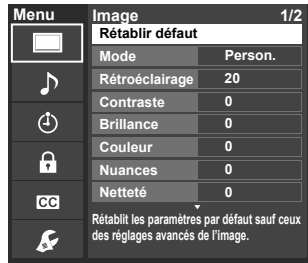 Menu
Image 1/2
Rétablir défaut
Mode Person.
Rétroéclairage 20
Contraste 0
Brillance 0
Couleur 0
Nuances 0
Netteté 0
CC
Rétablit les paramètres par défaut sauf ceux
des réglages avancés de l'image.